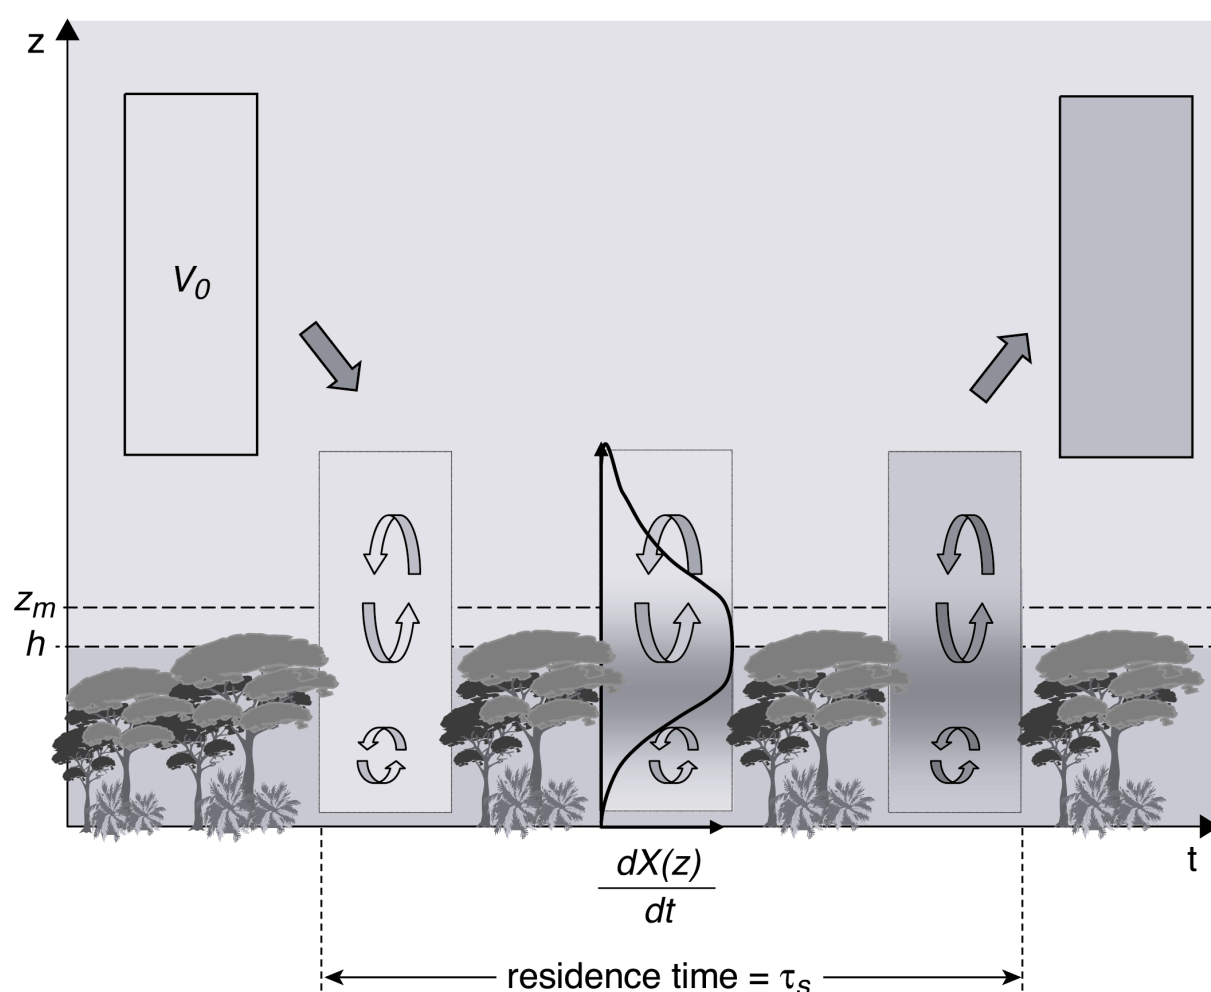 z
V0
zm
h
t
dX(z)
dt
residence time = τs